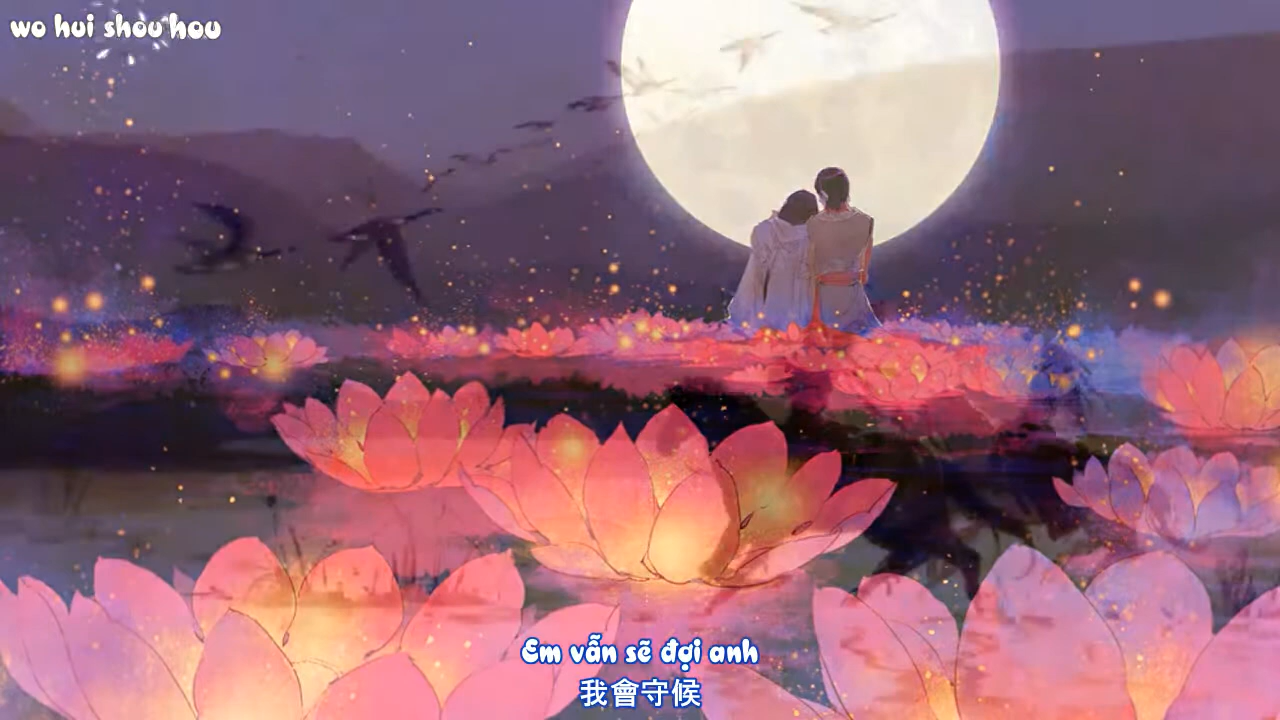 wo hui shou hou
Em vẫn sẽ đợi anh
我會守候